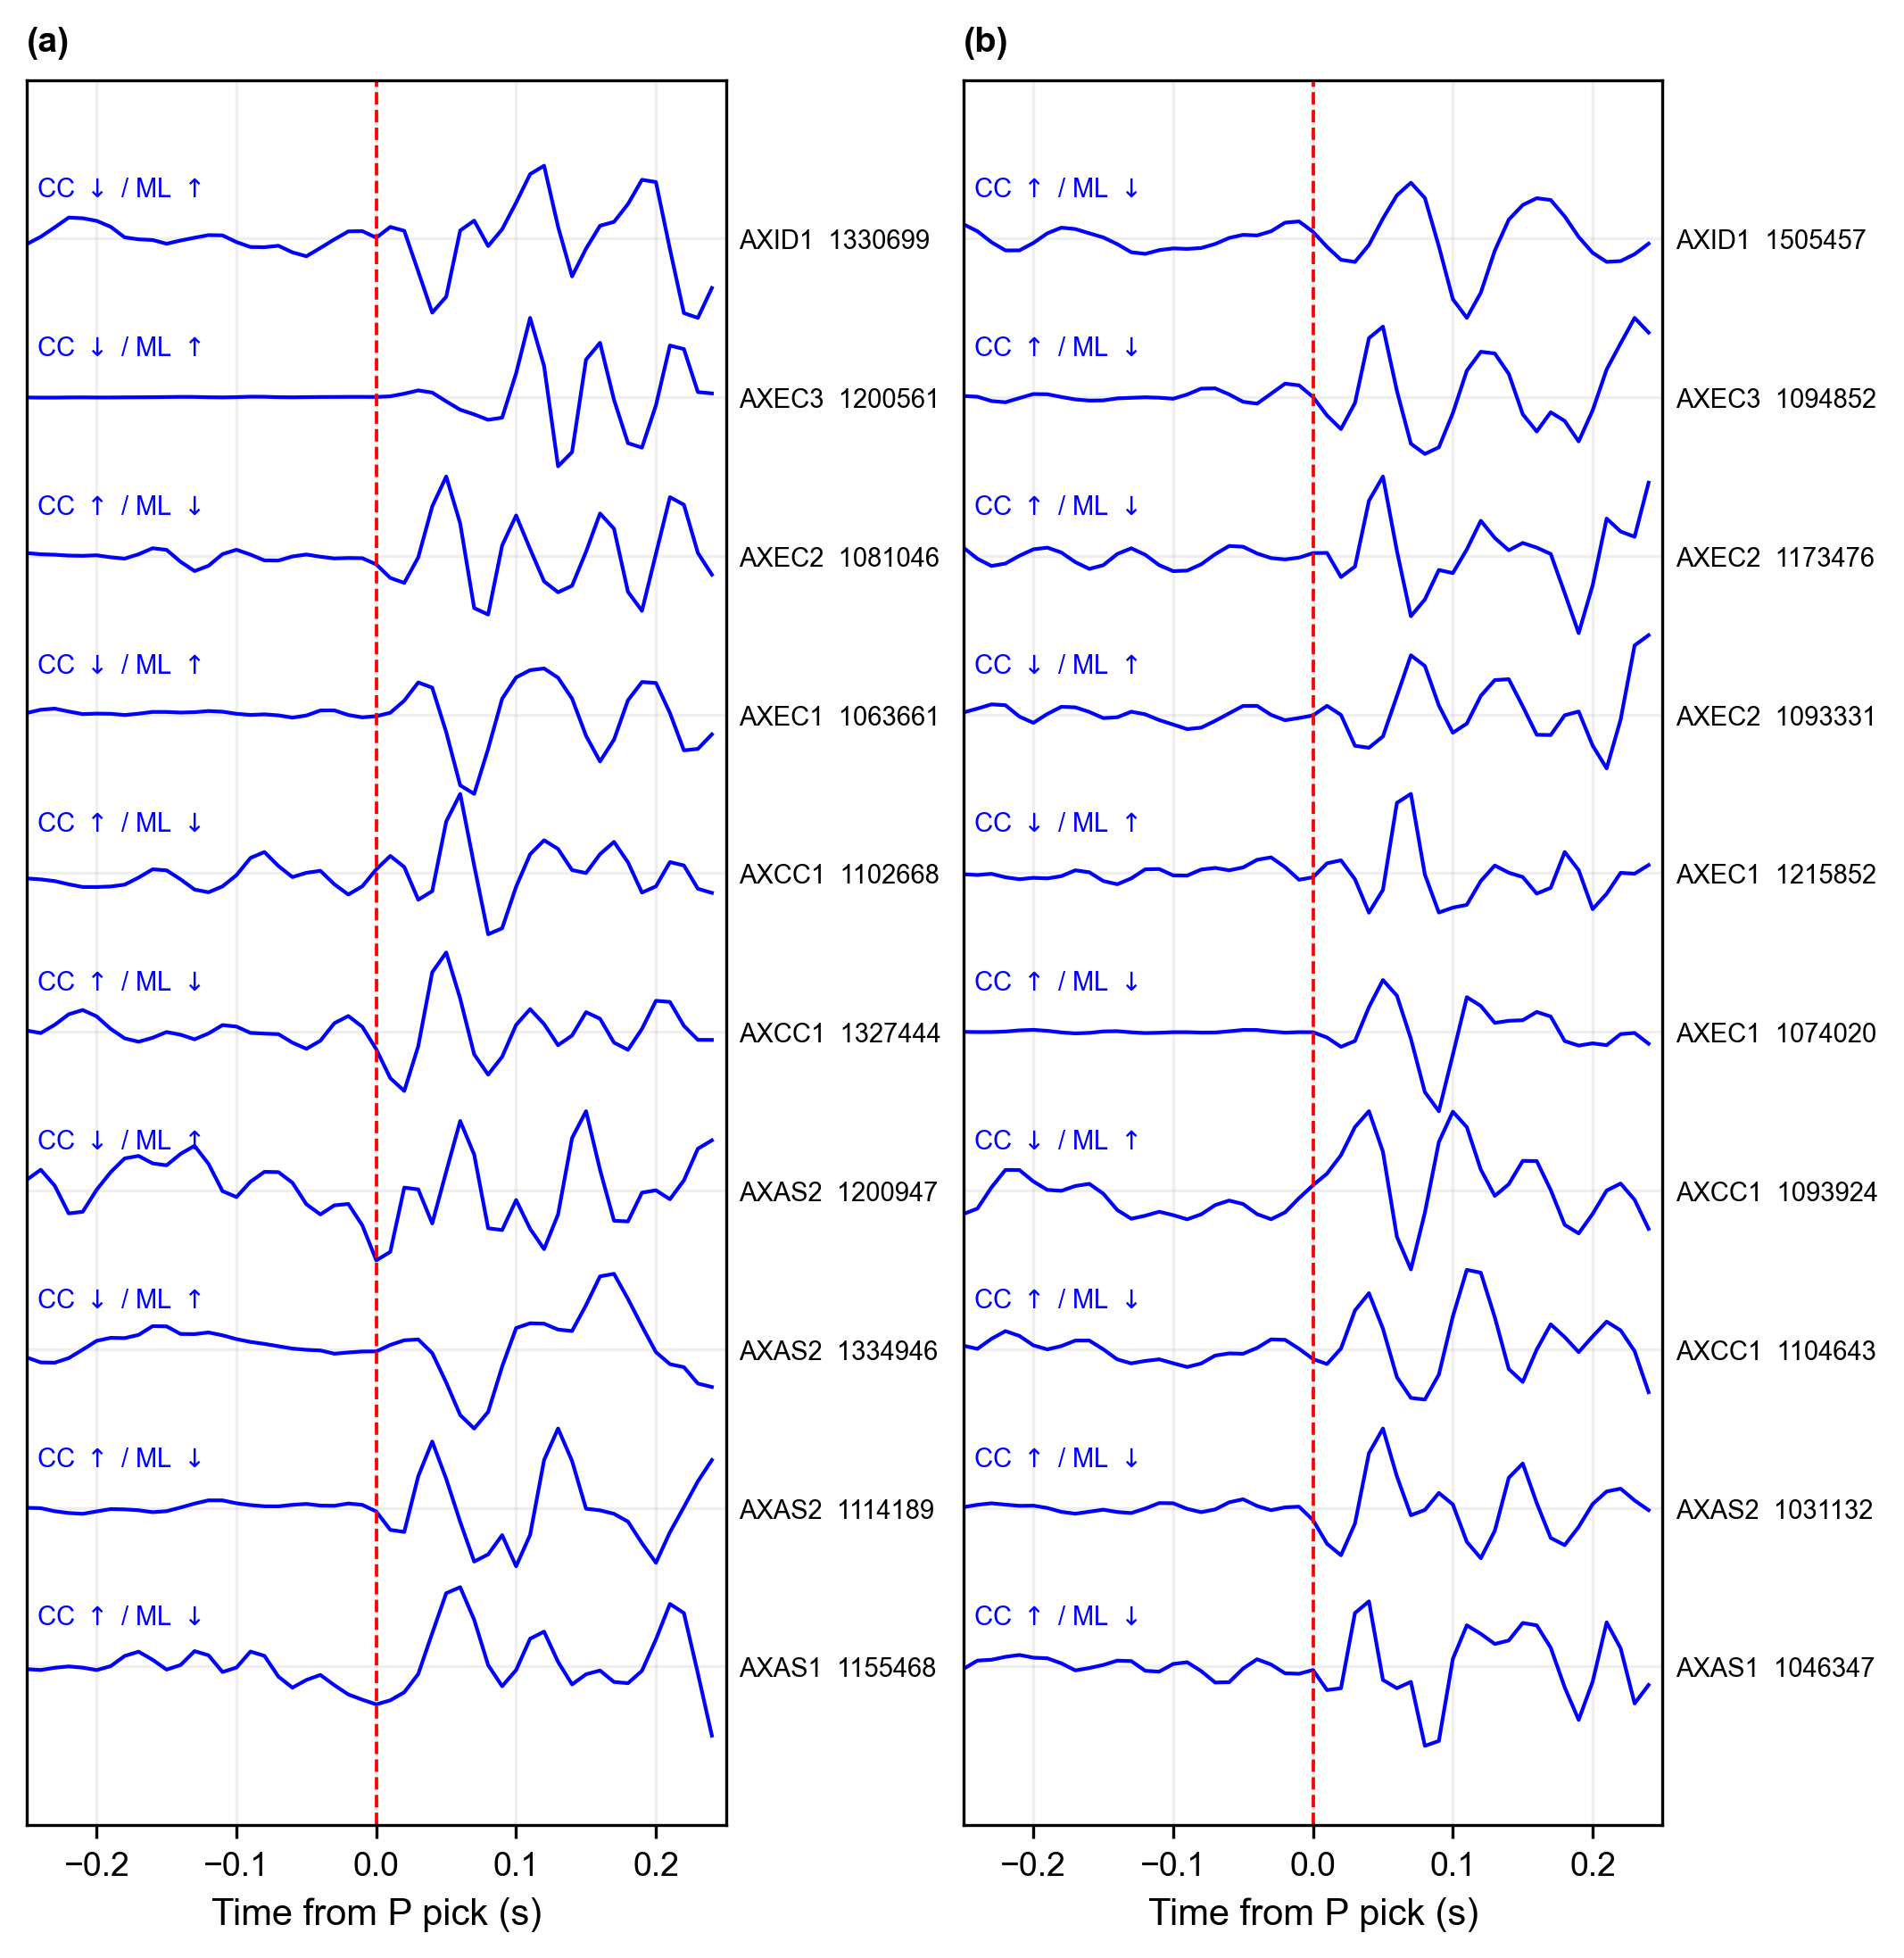 (a)
CC ↓ / ML ↑
AXID1 1330699
CC ↓ / ML ↑
AXEC3 1200561
CC ↑ / ML ↓
AXEC2 1081046
CC ↓ / ML ↑
AXEC1 1063661
CC ↑ / ML ↓
AXCC1 1102668
CC ↑ / ML ↓
AXCC1 1327444
CC ↓ / ML ↑
AXAS2 1200947
CC ↓ / ML ↑
AXAS2 1334946
CC ↑ / ML ↓
AXAS2 1114189
CC ↑ / ML ↓
AXAS1 1155468
−0.2 −0.1 0.0 0.1 0.2
Time from P pick (s)
(b)
CC ↑ / ML ↓
AXID1 1505457
CC ↑ / ML ↓
AXEC3 1094852
CC ↑ / ML ↓
AXEC2 1173476
CC ↓ / ML ↑
AXEC2 1093331
CC ↓ / ML ↑
AXEC1 1215852
CC ↑ / ML ↓
AXEC1 1074020
CC ↓ / ML ↑
AXCC1 1093924
CC ↑ / ML ↓
AXCC1 1104643
CC ↑ / ML ↓
AXAS2 1031132
CC ↑ / ML ↓
AXAS1 1046347
−0.2 −0.1 0.0 0.1 0.2
Time from P pick (s)